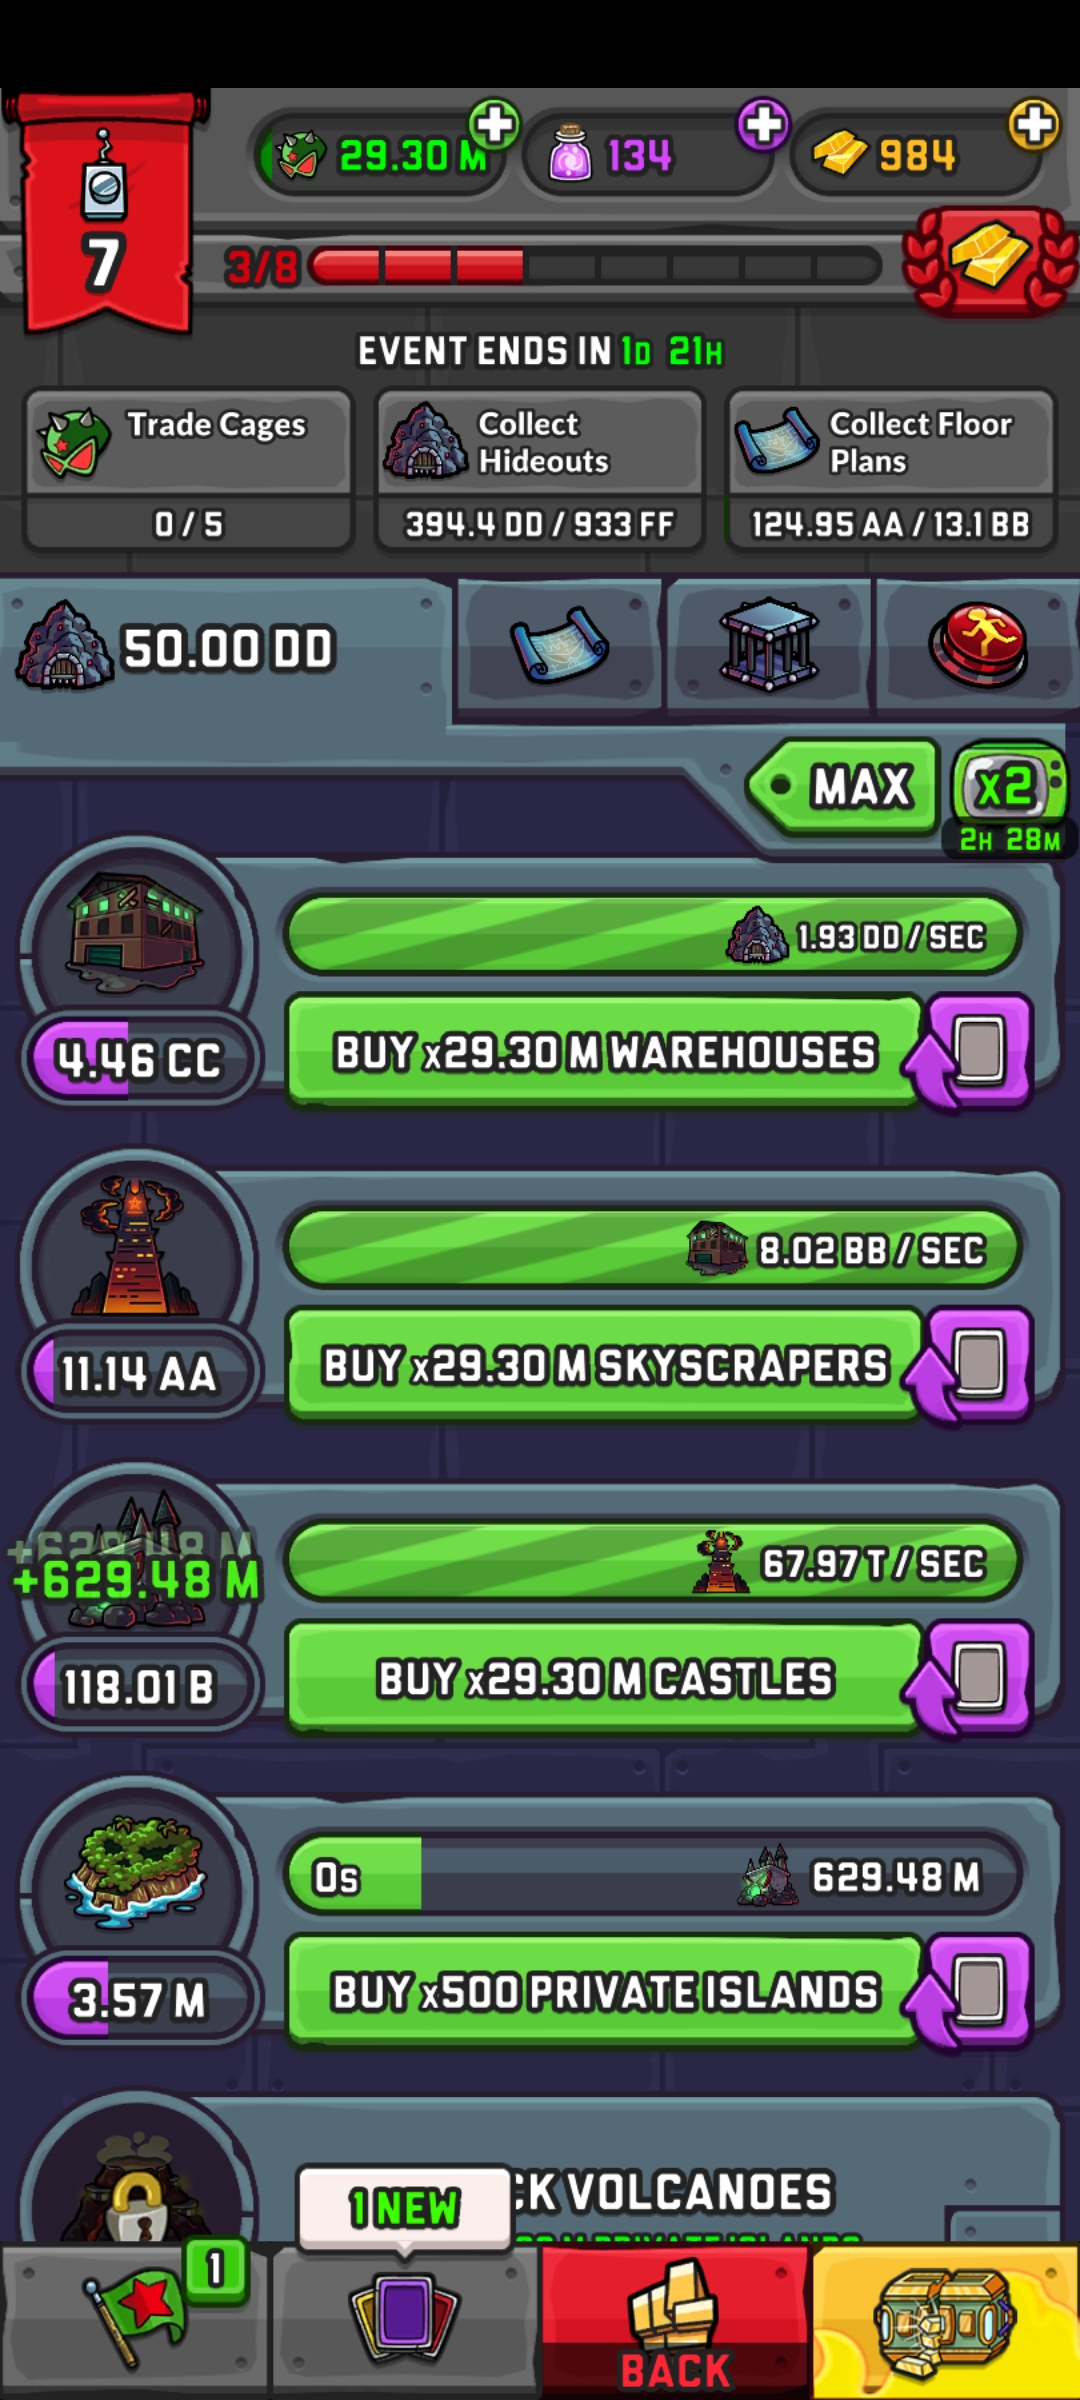 29.30 M
134
984
7
3/8
EVENT ENDS IN 1D 21H
Trade Cages
0 / 5
Collect
Hideouts
394.4 DD / 933 FF
Collect Floor
Plans
124.95 AA / 13.1 BB
50.00 DD
MAX
x2
2H 28M
1.93 DD / SEC
4.46 CC
BUY x29.30 M WAREHOUSES
8.02 BB / SEC
11.14 AA
BUY x29.30 M SKYSCRAPERS
+629.48 M
+629.48 M
67.97 T / SEC
118.01 B
BUY x29.30 M CASTLES
0s
629.48 M
3.57 M
BUY x500 PRIVATE ISLANDS
CK VOLCANOES
1 NEW
PRIVATE ISLANDS
1
BACK